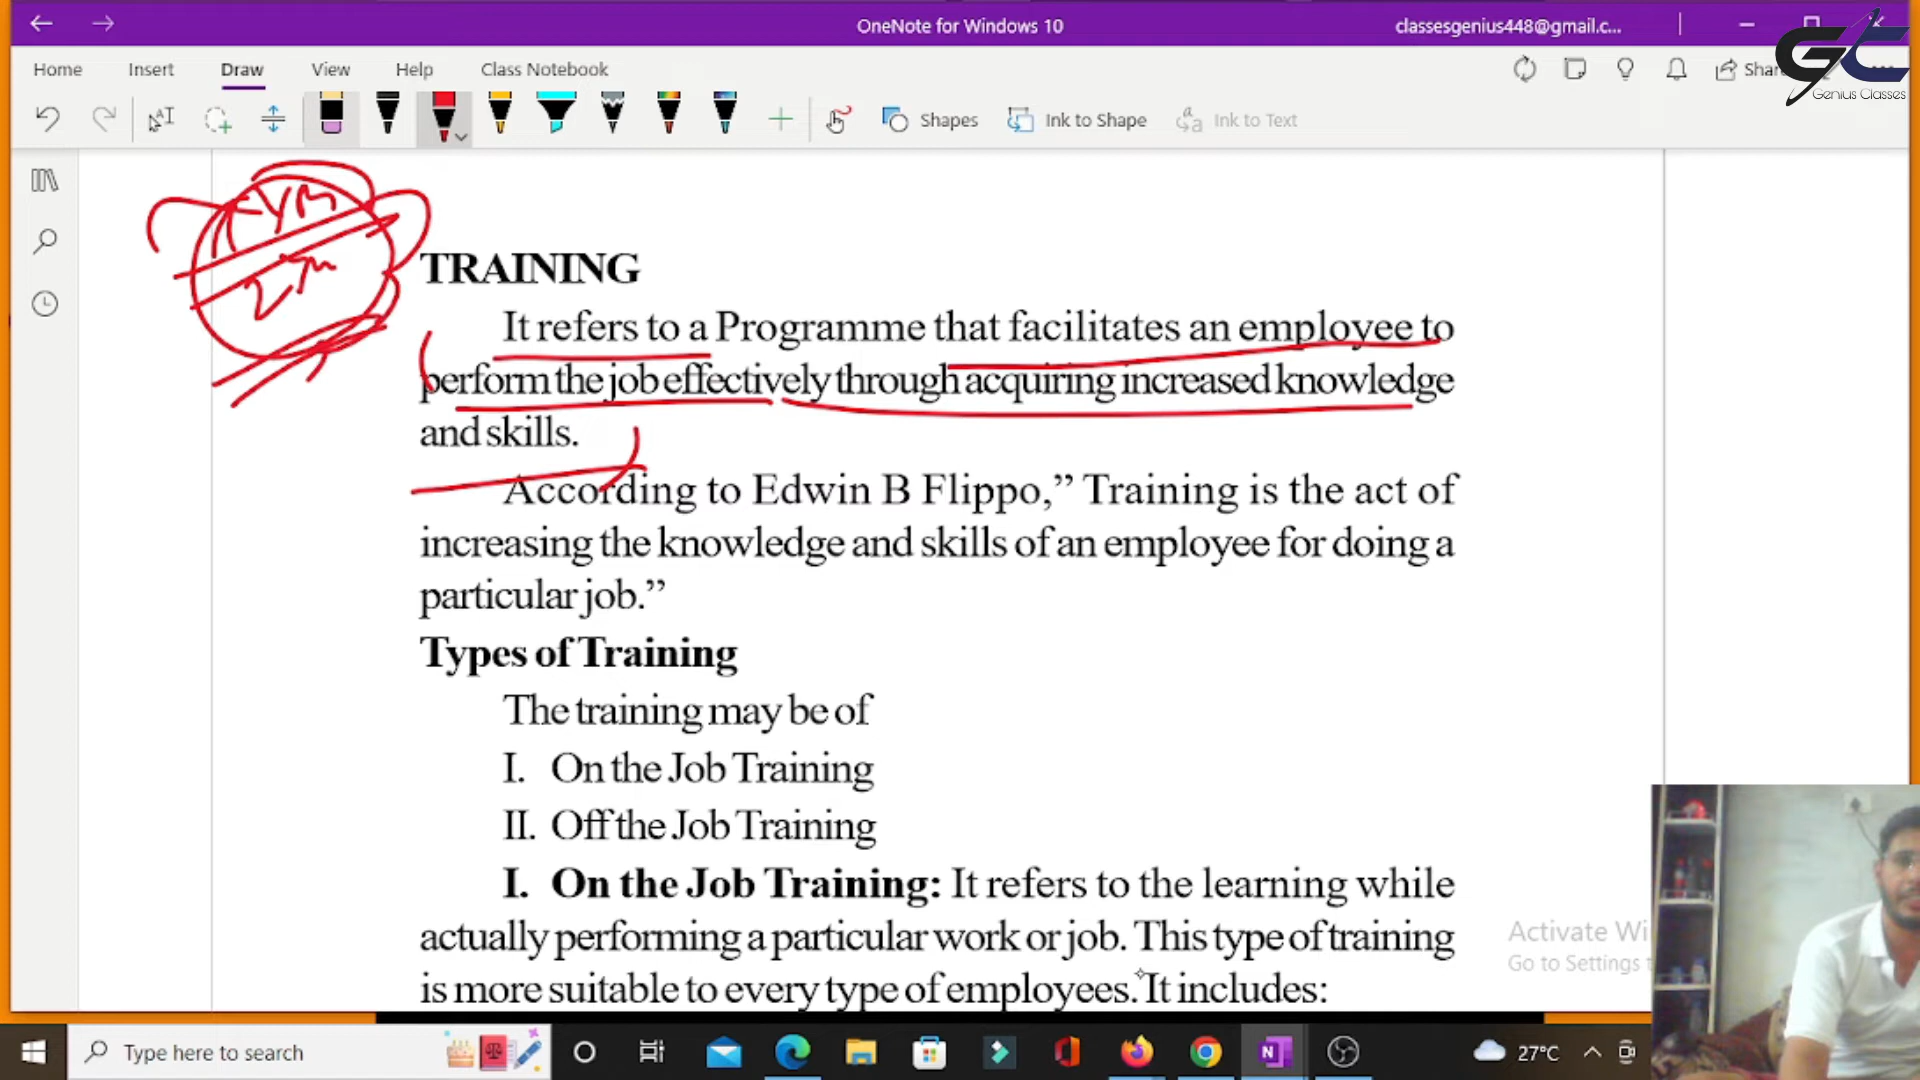 OneNote for Windows 10
classesgenius448@gmail.c...
Home Insert Draw View Help Class Notebook
Shapes Ink to Shape Ink to Text
Genius Classes
TRAINING
It refers to a Programme that facilitates an employee to
perform the job effectively through acquiring increased knowledge
and skills.
According to Edwin B Flippo,” Training is the act of
increasing the knowledge and skills of an employee for doing a
particular job.”
Types of Training
The training may be of
I. On the Job Training
II. Off the Job Training
I. On the Job Training: It refers to the learning while
actually performing a particular work or job. This type of training
is more suitable to every type of employees. It includes:
Activate Wi
Go to Settings
Type here to search
27°C